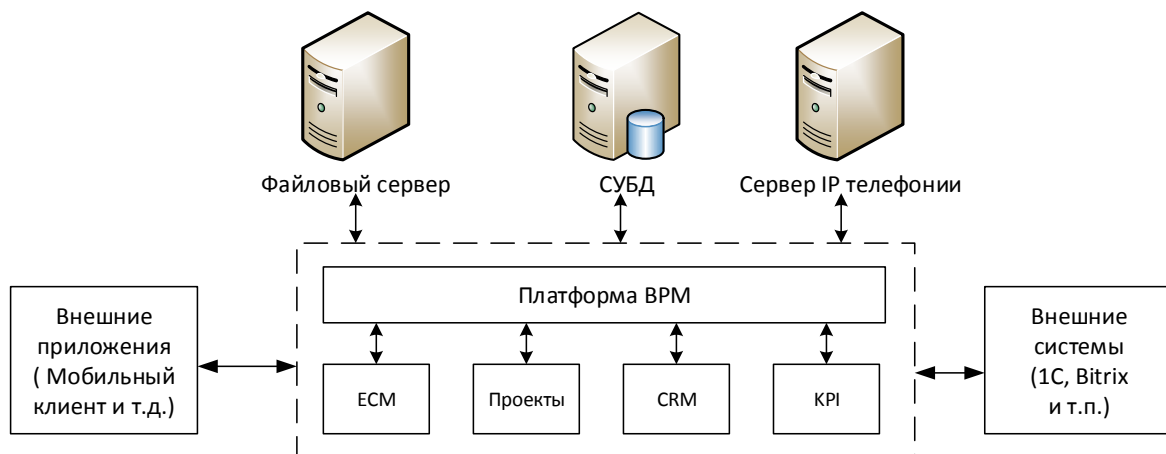 Файловый сервер
СУБД
Сервер IP телефонии
Платформа BPM
Внешние
приложения
( Мобильный
клиент и т.д.)
ECM
Проекты
CRM
KPI
Внешние
системы
(1С, Bitrix
и т.п.)